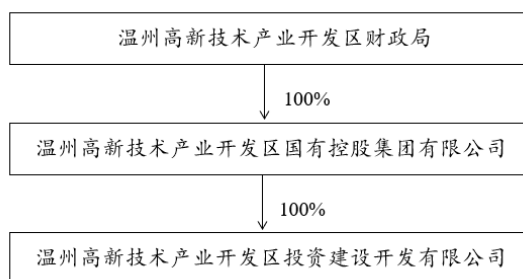 温州高新技术产业开发区财政局
100%
温州高新技术产业开发区国有控股集团有限公司
100%
温州高新技术产业开发区投资建设开发有限公司